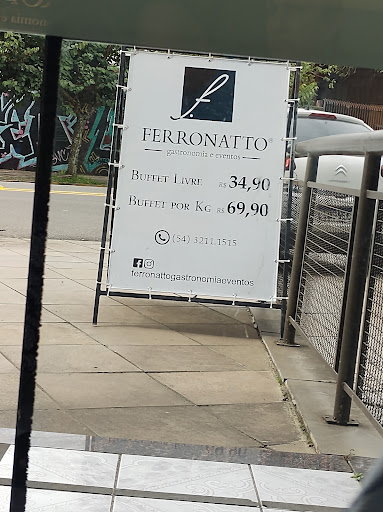 f.
FERRONATTO®
gastronomia e eventos
BUFFET LIVRE R$ 34,90
BUFFET POR KG R$ 69,90
(54) 3211.1515
ferronattogastronomiaeventos